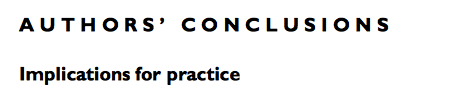 AUTHORS’ CONCLUSIONS
Implications for practice